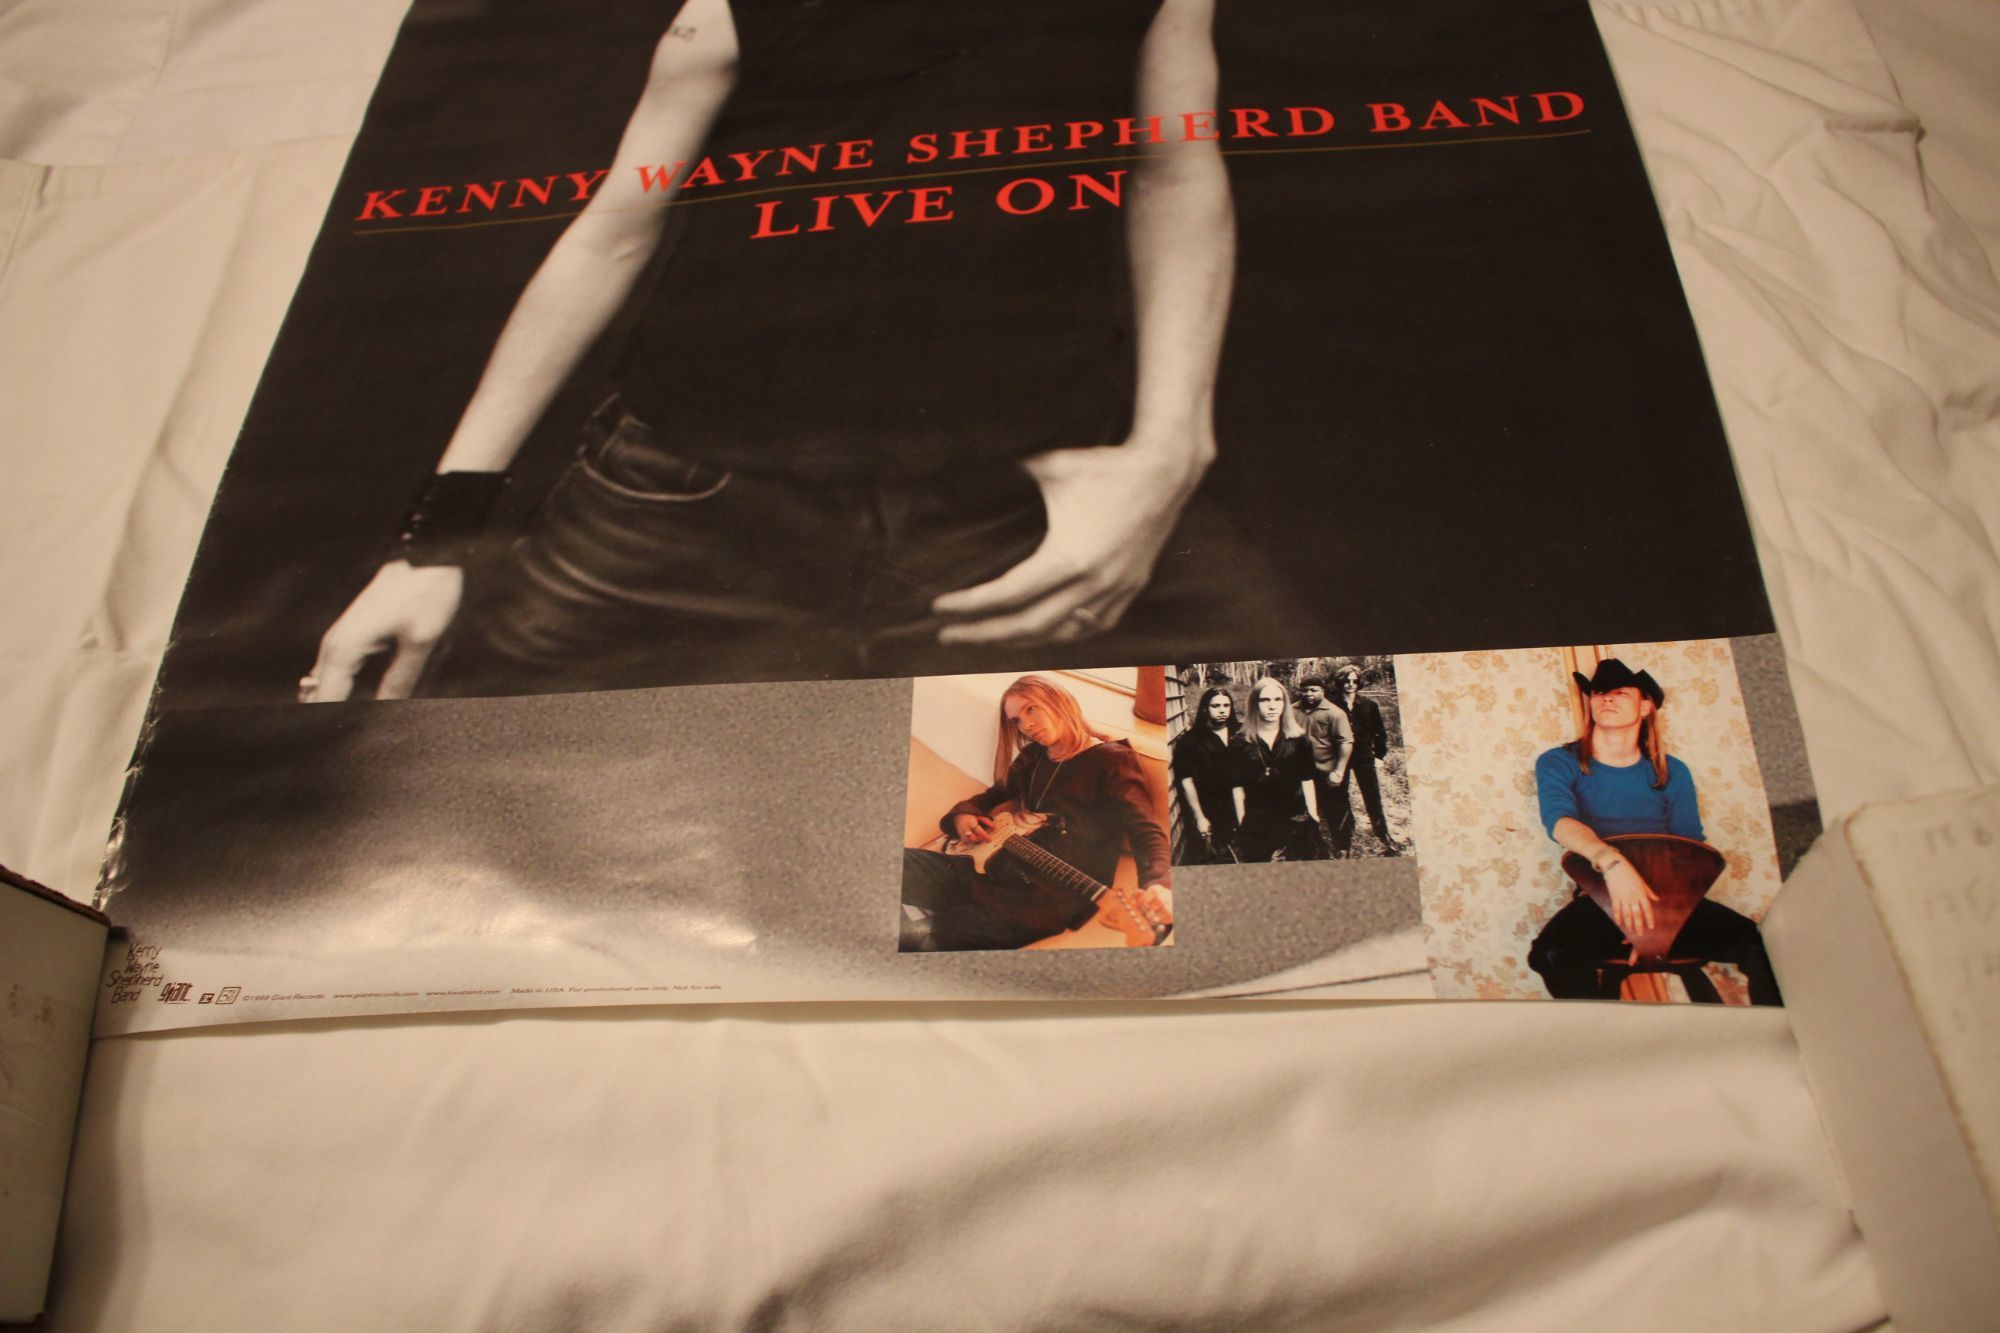 KENNY WAYNE SHEPHERD BAND
LIVE ON
Kenny
Wayne
Shepherd
Band
giant
©1999 Giant Records. www.giantrecords.com www.kwsband.com Made in USA. For promotional use only. Not for sale.